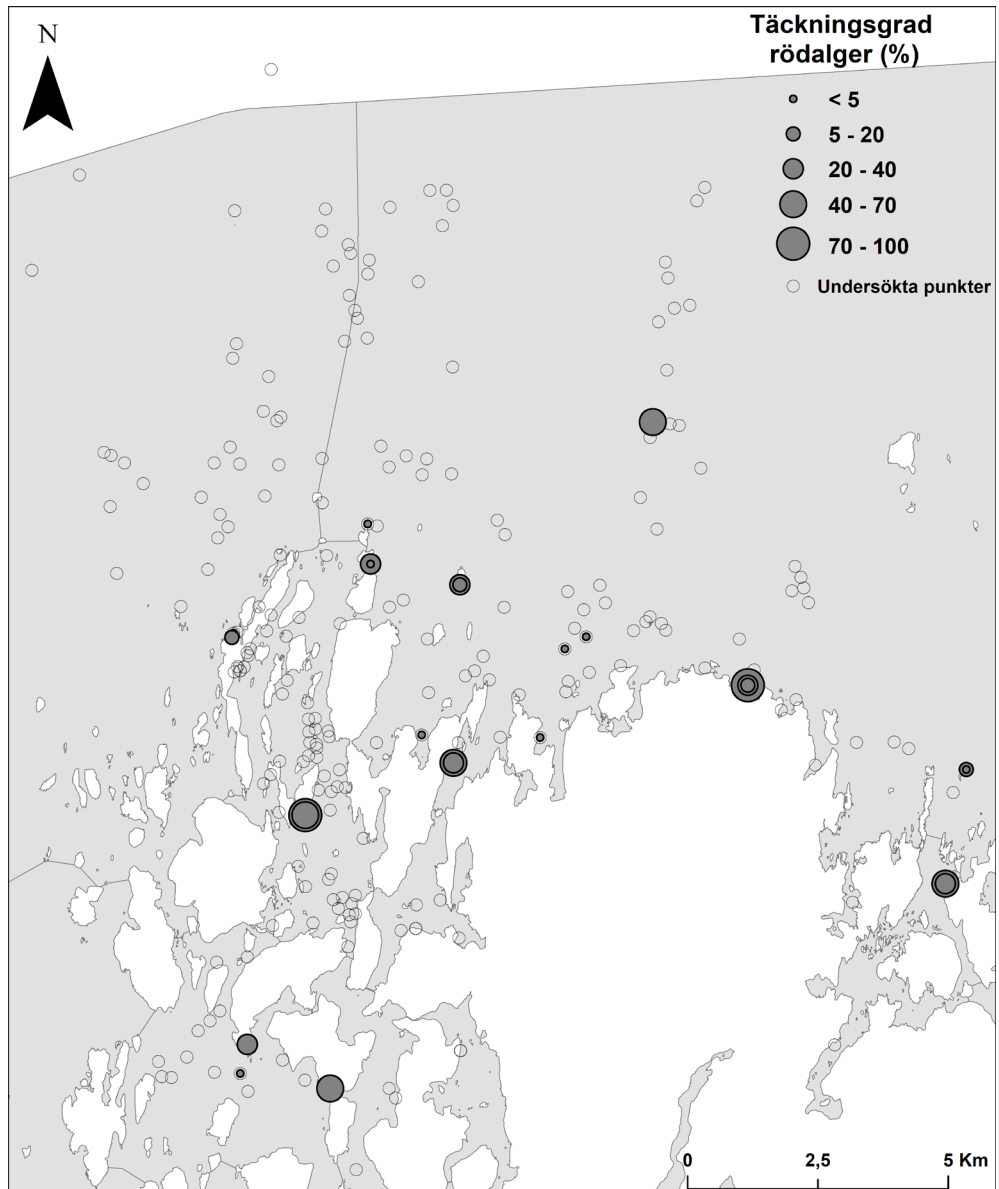 N
Täckningsgrad
rödalger (%)
< 5
5 - 20
20 - 40
40 - 70
70 - 100
Undersökta punkter
0 2,5 5 Km